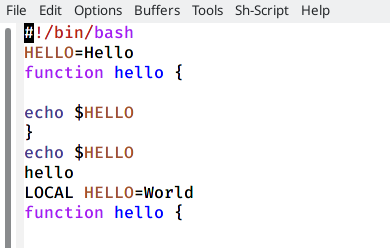 File Edit Options Buffers Tools Sh-Script Help
#!/bin/bash
HELLO=Hello
function hello {
echo $HELLO
}
echo $HELLO
hello
LOCAL HELLO=World
function hello {